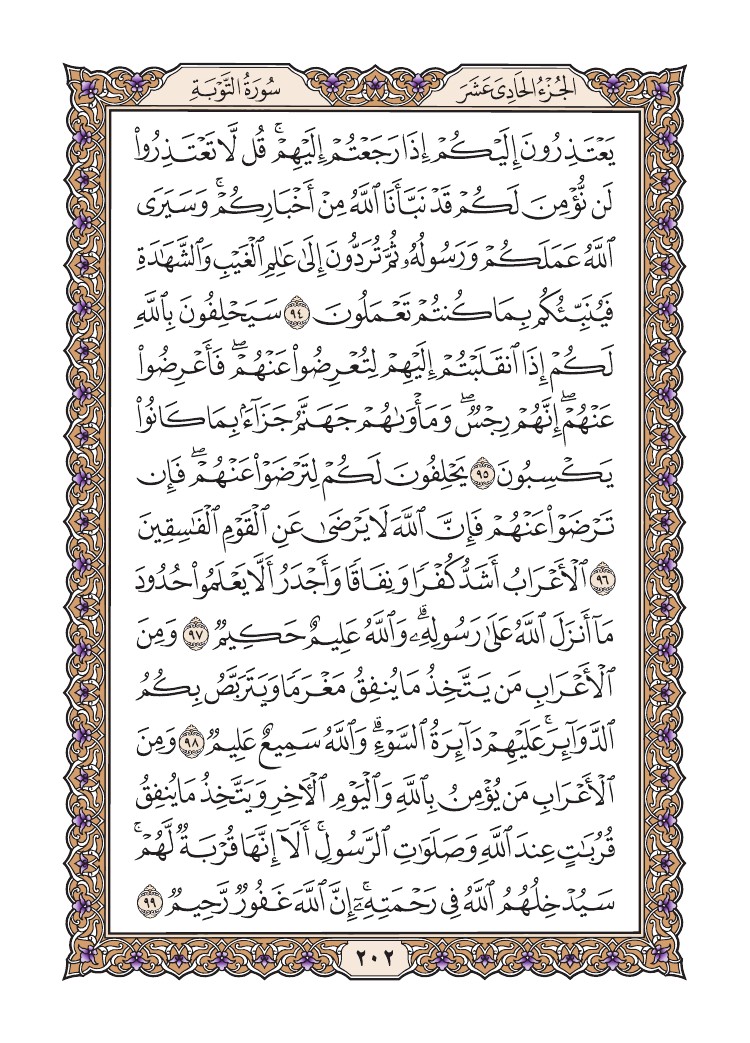 الجُزْءُ الحَادِى عَشَرَ
سُورَةُ التَّوۡبَةِ
يَعۡتَذِرُونَ إِلَيۡكُمۡ إِذَا رَجَعۡتُمۡ إِلَيۡهِمۡۚ قُل لَّا تَعۡتَذِرُواْ
لَن نُّؤۡمِنَ لَكُمۡ قَدۡ نَبَّأَنَا ٱللَّهُ مِنۡ أَخۡبَارِكُمۡۚ وَسَيَرَى
ٱللَّهُ عَمَلَكُمۡ وَرَسُولُهُۥ ثُمَّ تُرَدُّونَ إِلَىٰ عَٰلِمِ ٱلۡغَيۡبِ وَٱلشَّهَٰدَةِ
فَيُنَبِّئُكُم بِمَا كُنتُمۡ تَعۡمَلُونَ ٩٤ سَيَحۡلِفُونَ بِٱللَّهِ
لَكُمۡ إِذَا ٱنقَلَبۡتُمۡ إِلَيۡهِمۡ لِتُعۡرِضُواْ عَنۡهُمۡۖ فَأَعۡرِضُواْ
عَنۡهُمۡۖ إِنَّهُمۡ رِجۡسٞۖ وَمَأۡوَىٰهُمۡ جَهَنَّمُ جَزَآءَۢ بِمَا كَانُواْ
يَكۡسِبُونَ ٩٥ يَحۡلِفُونَ لَكُمۡ لِتَرۡضَوۡاْ عَنۡهُمۡۖ فَإِن
تَرۡضَوۡاْ عَنۡهُمۡ فَإِنَّ ٱللَّهَ لَا يَرۡضَىٰ عَنِ ٱلۡقَوۡمِ ٱلۡفَٰسِقِينَ
٩٦ ٱلۡأَعۡرَابُ أَشَدُّ كُفۡرٗا وَنِفَاقٗا وَأَجۡدَرُ أَلَّا يَعۡلَمُواْ حُدُودَ
مَآ أَنزَلَ ٱللَّهُ عَلَىٰ رَسُولِهِۦۗ وَٱللَّهُ عَلِيمٌ حَكِيمٞ ٩٧ وَمِنَ
ٱلۡأَعۡرَابِ مَن يَتَّخِذُ مَا يُنفِقُ مَغۡرَمٗا وَيَتَرَبَّصُ بِكُمُ
ٱلدَّوَآئِرَۚ عَلَيۡهِمۡ دَآئِرَةُ ٱلسَّوۡءِۗ وَٱللَّهُ سَمِيعٌ عَلِيمٞ ٩٨ وَمِنَ
ٱلۡأَعۡرَابِ مَن يُؤۡمِنُ بِٱللَّهِ وَٱلۡيَوۡمِ ٱلۡأٓخِرِ وَيَتَّخِذُ مَا يُنفِقُ
قُرُبَٰتٍ عِندَ ٱللَّهِ وَصَلَوَٰتِ ٱلرَّسُولِۚ أَلَآ إِنَّهَا قُرۡبَةٞ لَّهُمۡۚ
سَيُدۡخِلُهُمُ ٱللَّهُ فِي رَحۡمَتِهِۦٓۚ إِنَّ ٱللَّهَ غَفُورٞ رَّحِيمٞ ٩٩
٢٠٢